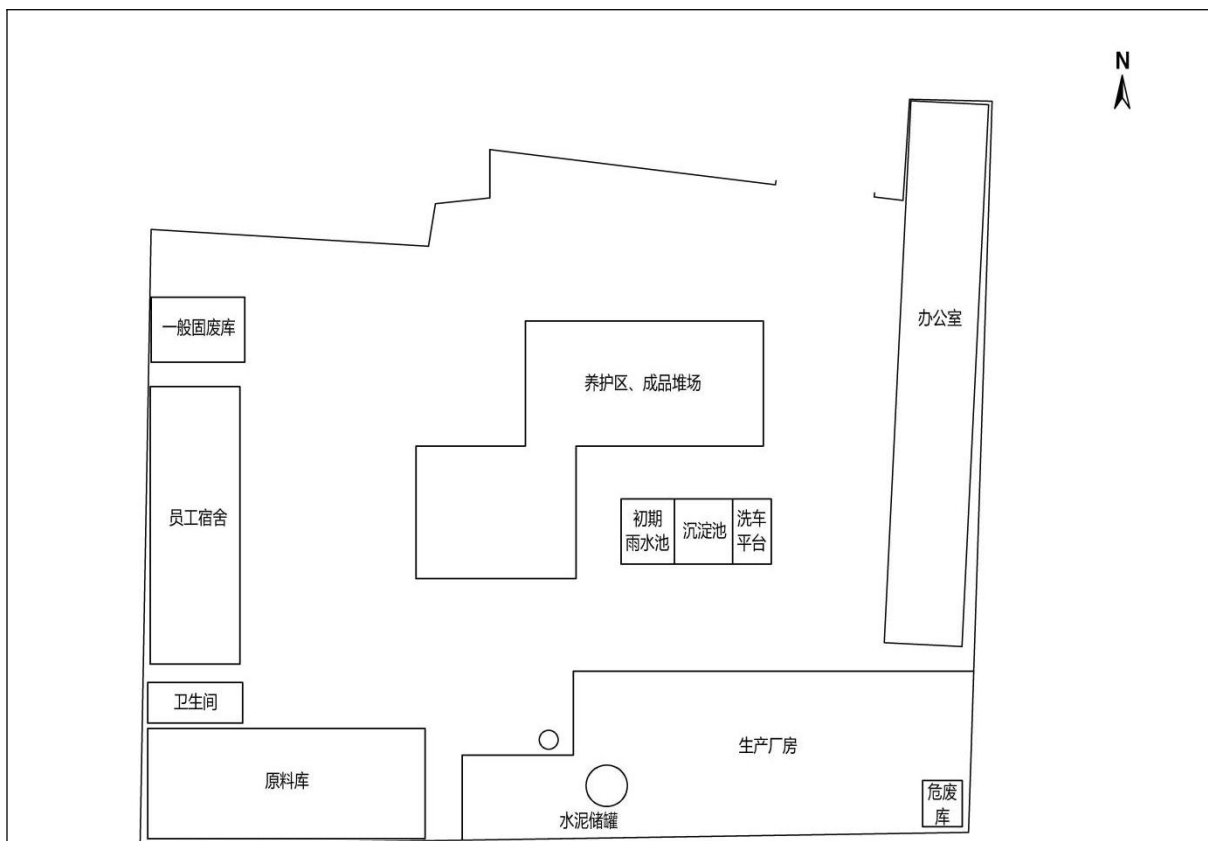 N
办公室
一般固废库
养护区、成品堆场
员工宿舍
初期
雨水池
沉淀池
洗车
平台
卫生间
生产厂房
原料库
水泥储罐
危废
库